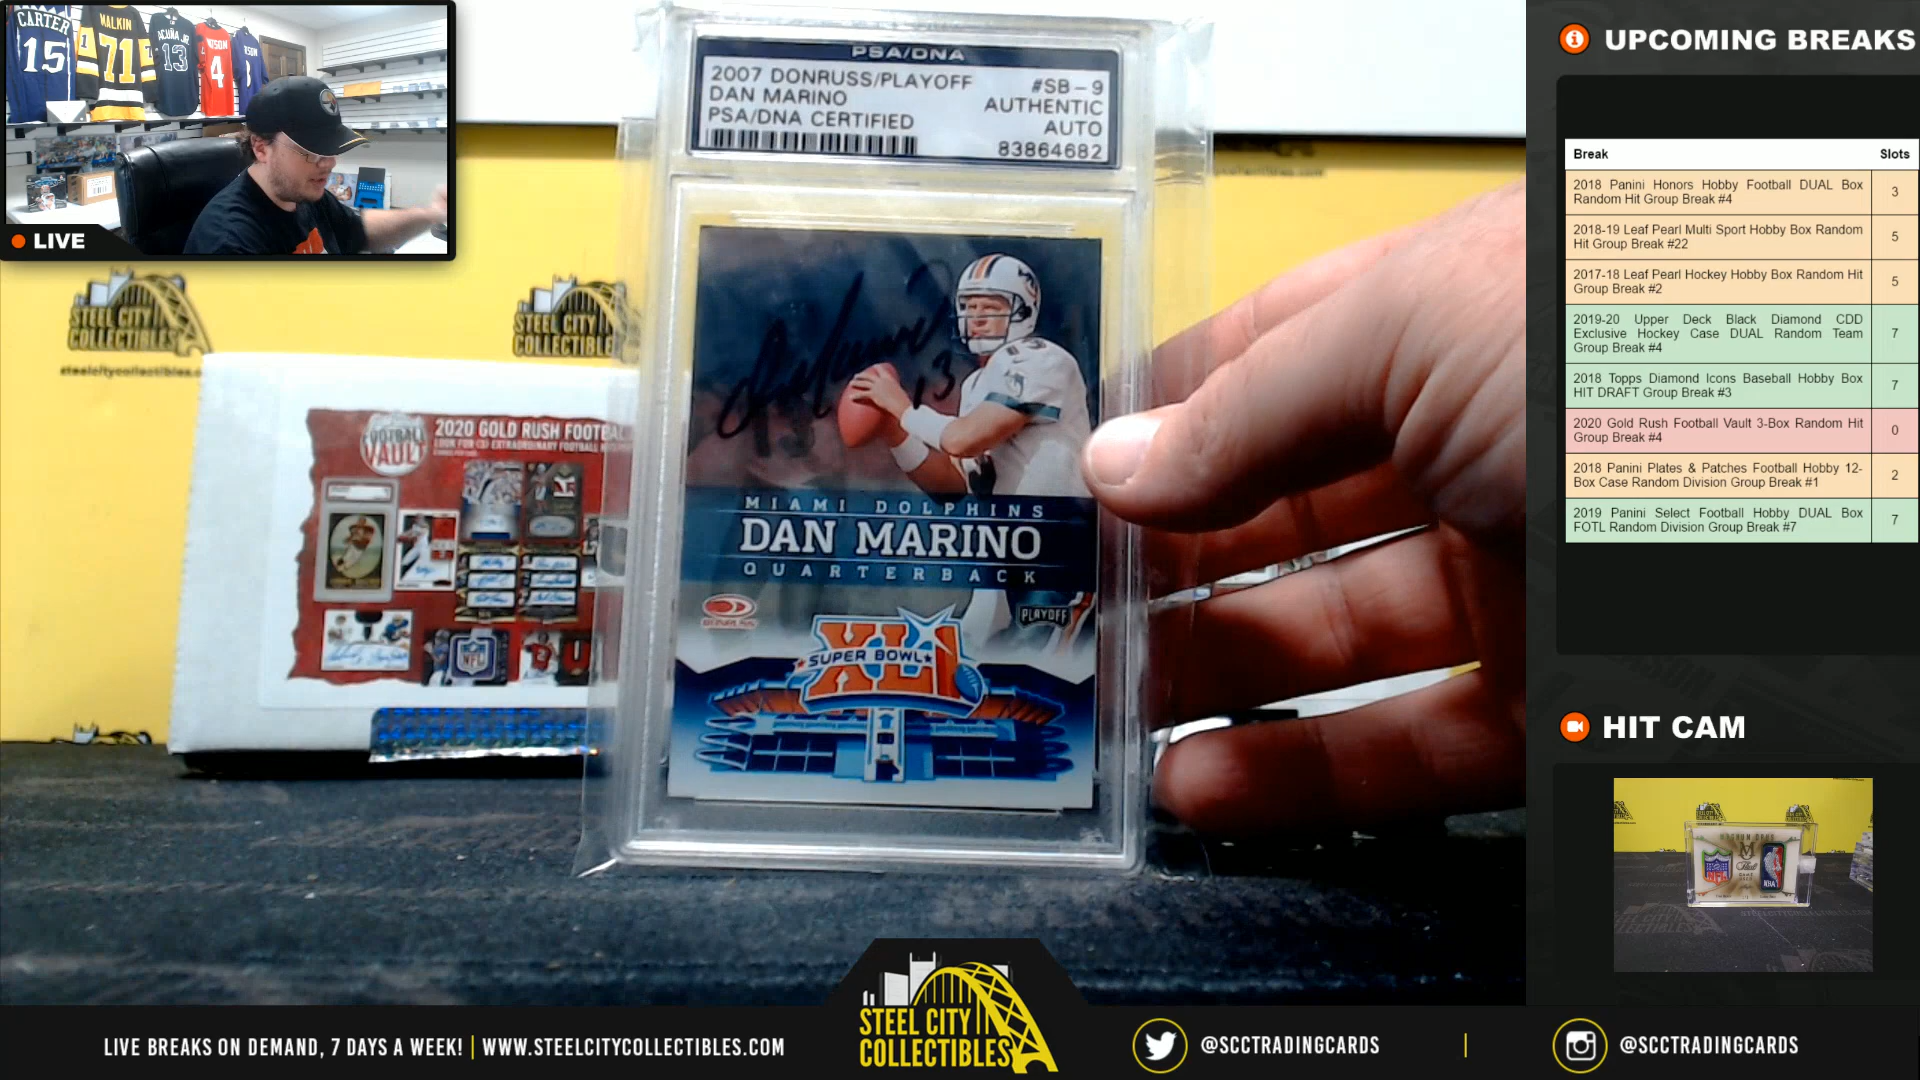 CARTER
15
MALKIN
71
ACUÑA JR
13
4
LIVE
PSA/DNA
2007 DONRUSS/PLAYOFF
#SB-9
DAN MARINO
AUTHENTIC
PSA/DNA CERTIFIED
AUTO
83864682
13
MIAMI DOLPHINS
DAN MARINO
QUARTERBACK
DONRUSS
PLAYOFF
XLI
SUPER BOWL
STEEL CITY
COLLECTIBLES
STEEL CITY
COLLECTIBLES
FOOTBALL
VAULT
2020 GOLD RUSH FOOTBAL
NFL
UPCOMING BREAKS
Break Slots
2018 Panini Honors Hobby Football DUAL Box
Random Hit Group Break #4
3
2018-19 Leaf Pearl Multi Sport Hobby Box Random
Hit Group Break #22
5
2017-18 Leaf Pearl Hockey Hobby Box Random Hit
Group Break #2
5
2019-20 Upper Deck Black Diamond CDD
Exclusive Hockey Case DUAL Random Team
Group Break #4
7
2018 Topps Diamond Icons Baseball Hobby Box
HIT DRAFT Group Break #3
7
2020 Gold Rush Football Vault 3-Box Random Hit
Group Break #4
0
2018 Panini Plates & Patches Football Hobby 12-
Box Case Random Division Group Break #1
2
2019 Panini Select Football Hobby DUAL Box
FOTL Random Division Group Break #7
7
HIT CAM
NFL
NBA
LIVE BREAKS ON DEMAND, 7 DAYS A WEEK! | WWW.STEELCITYCOLLECTIBLES.COM
STEEL CITY
COLLECTIBLES
@SCCTRADINGCARDS
@SCCTRADINGCARDS